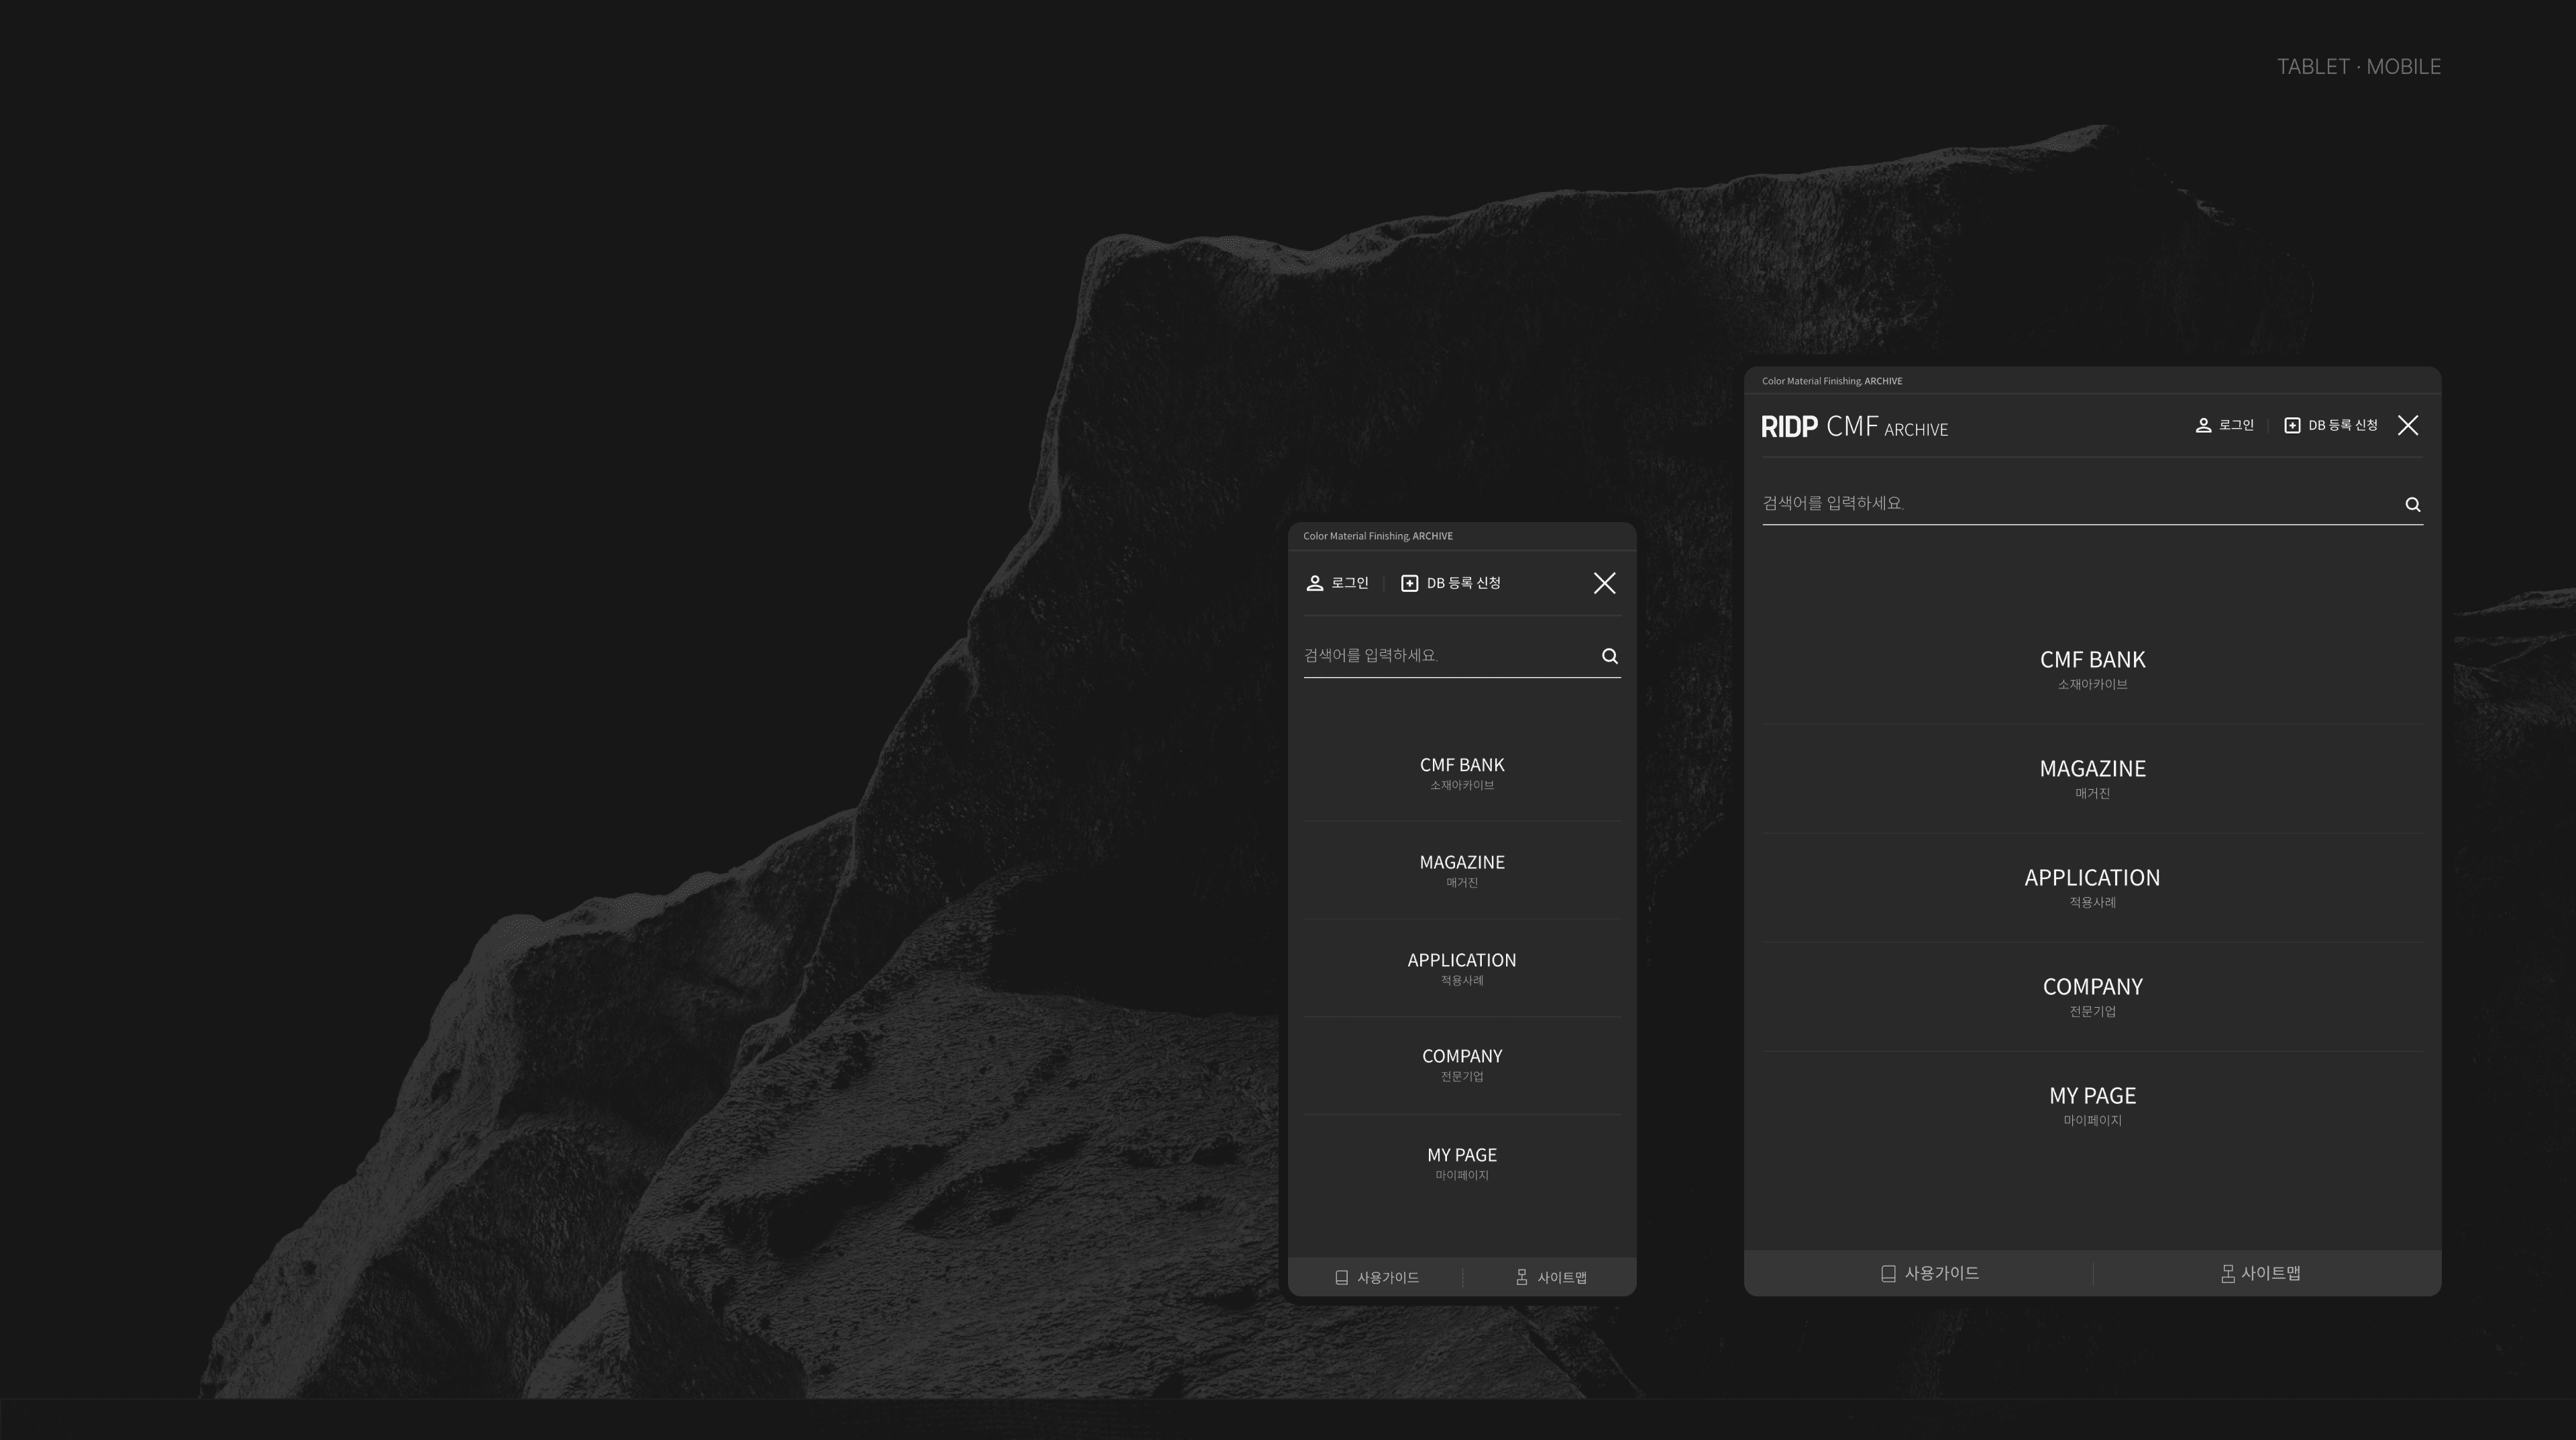 TABLET · MOBILE
Color Material Finishing. ARCHIVE
로그인
DB 등록 신청
검색어를 입력하세요.
CMF BANK
소재아카이브
MAGAZINE
매거진
APPLICATION
적용사례
COMPANY
전문기업
MY PAGE
마이페이지
사용가이드
사이트맵
Color Material Finishing. ARCHIVE
RIDP CMF ARCHIVE
로그인
DB 등록 신청
검색어를 입력하세요.
CMF BANK
소재아카이브
MAGAZINE
매거진
APPLICATION
적용사례
COMPANY
전문기업
MY PAGE
마이페이지
사용가이드
사이트맵